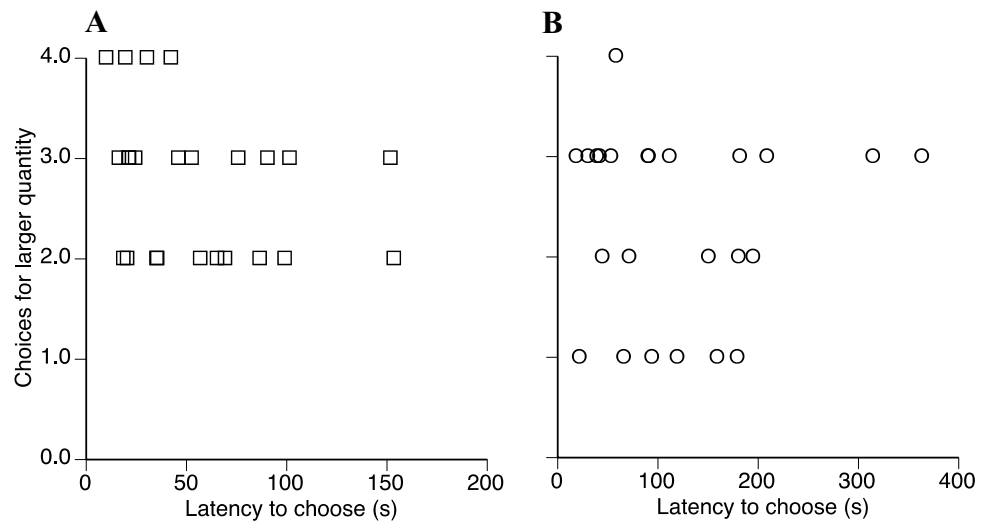 A
B
Choices for larger quantity
4.0
3.0
2.0
1.0
0.0
0 50 100 150 200
Latency to choose (s)
0 100 200 300 400
Latency to choose (s)